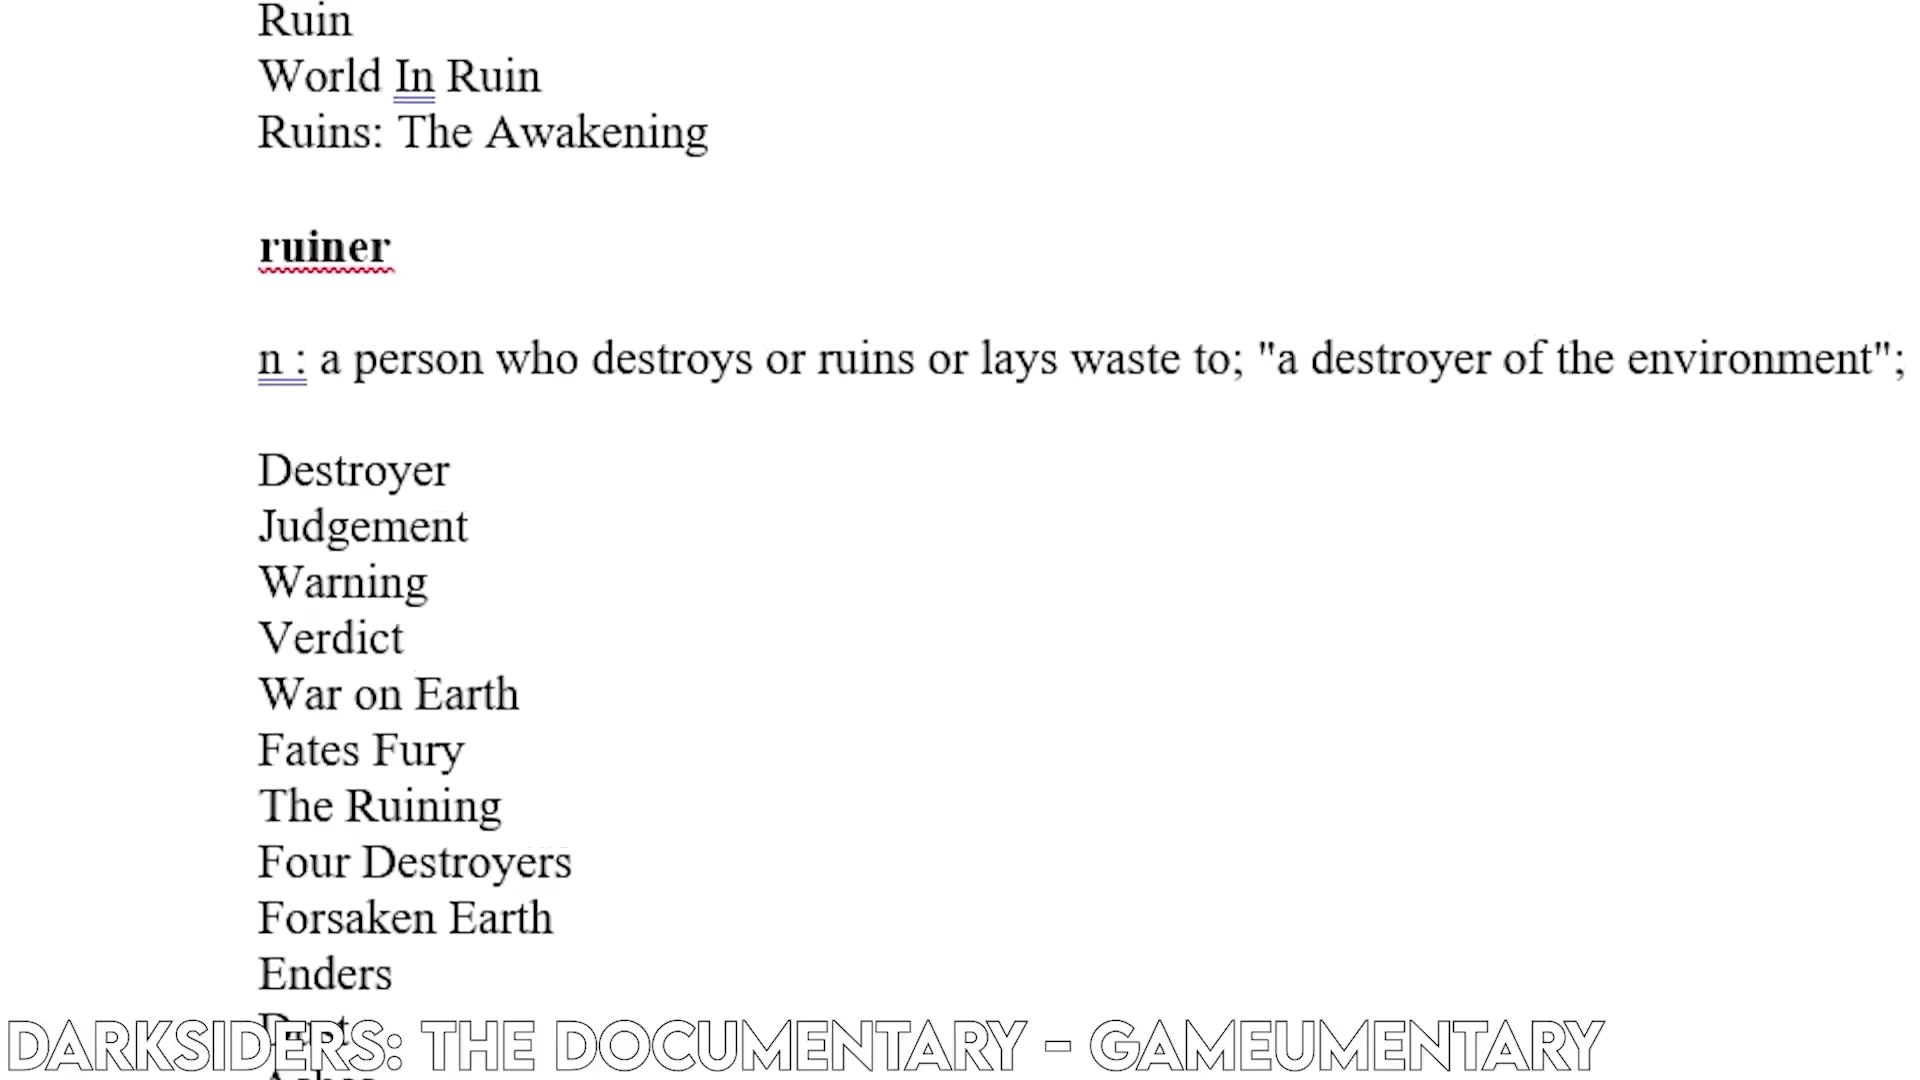 Ruin
World In Ruin
Ruins: The Awakening
ruiner
n : a person who destroys or ruins or lays waste to; "a destroyer of the environment";
Destroyer
Judgement
Warning
Verdict
War on Earth
Fates Fury
The Ruining
Four Destroyers
Forsaken Earth
Enders
DARKSIDERS: THE DOCUMENTARY - GAMEUMENTARY